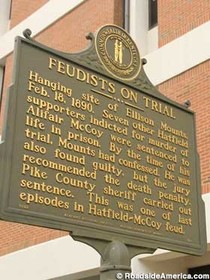 FEUDISTS ON TRIAL
Hanging site of Ellison Mounts,
Feb. 18, 1890. Seven other Hatfield
supporters indicted for murder of
Alifair McCoy were sentenced to
life in prison. By the time of his
trial, Mounts had confessed. He was
also found guilty, but the jury
recommended the death penalty.
Pike County sheriff carried out
sentence. This was one of last
episodes in Hatfield-McCoy feud.
© RoadsideAmerica.com